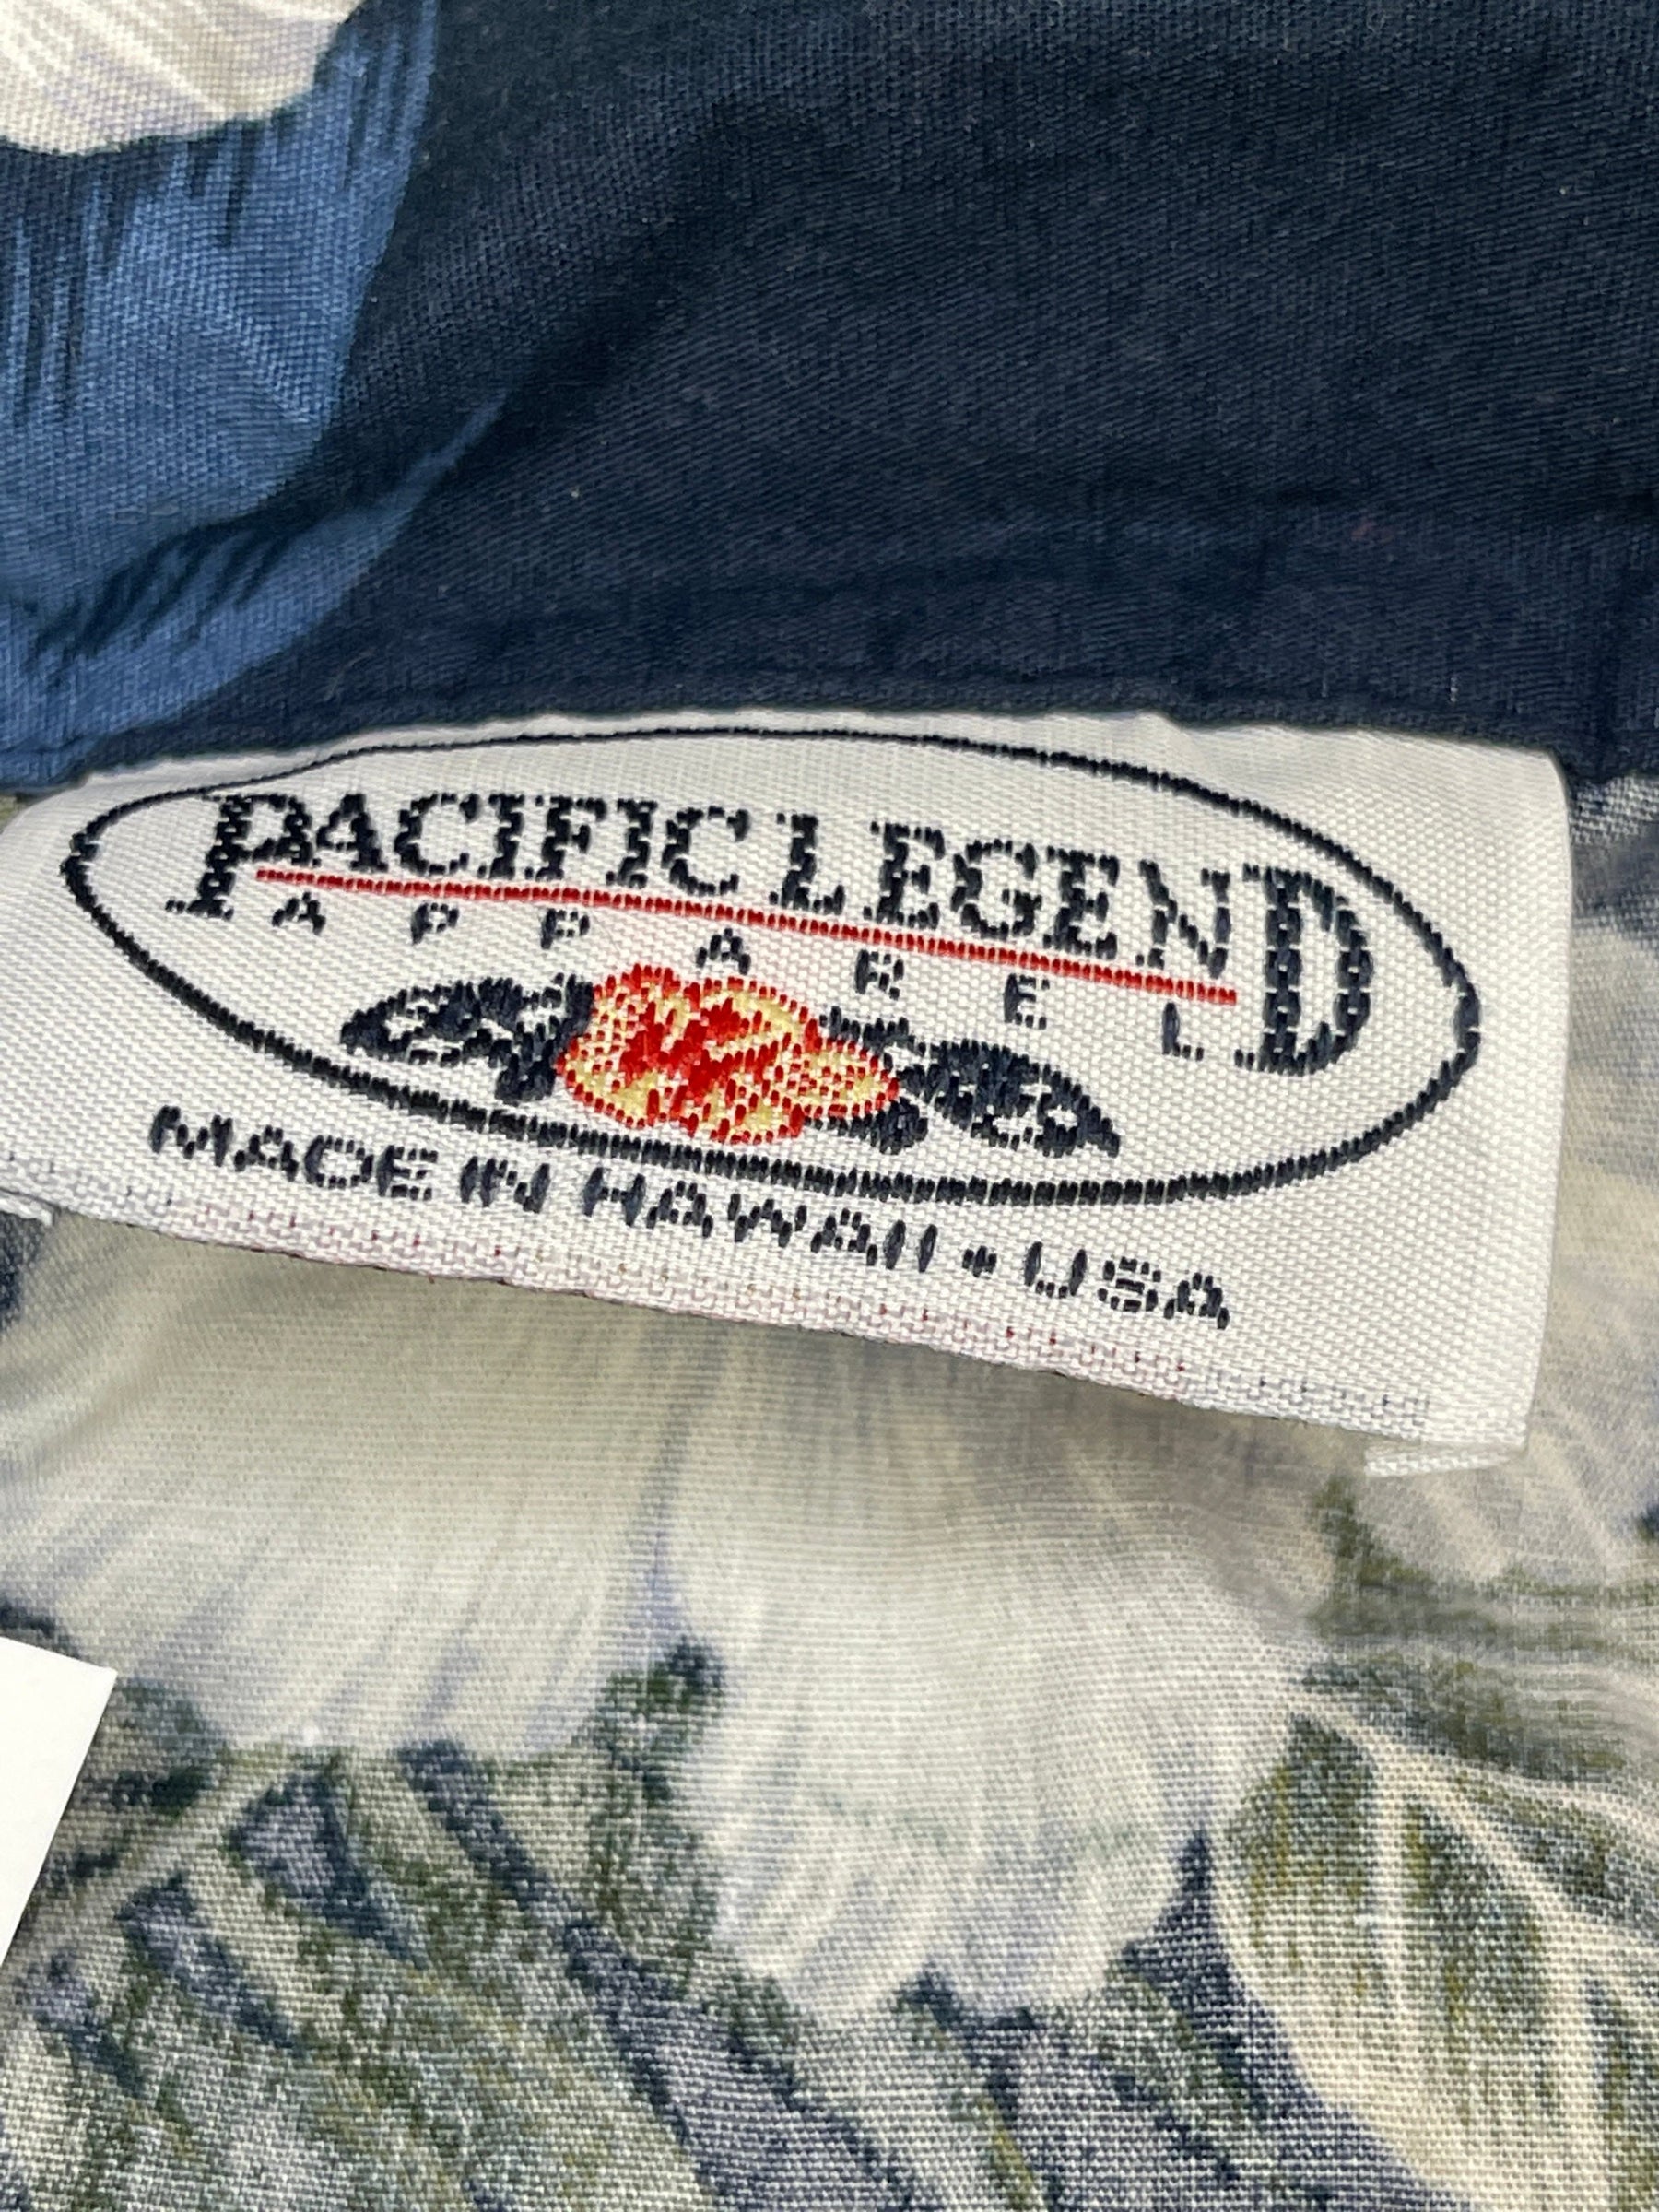 PACIFIC LEGEND
APPAREL
MADE IN HAWAII • USA